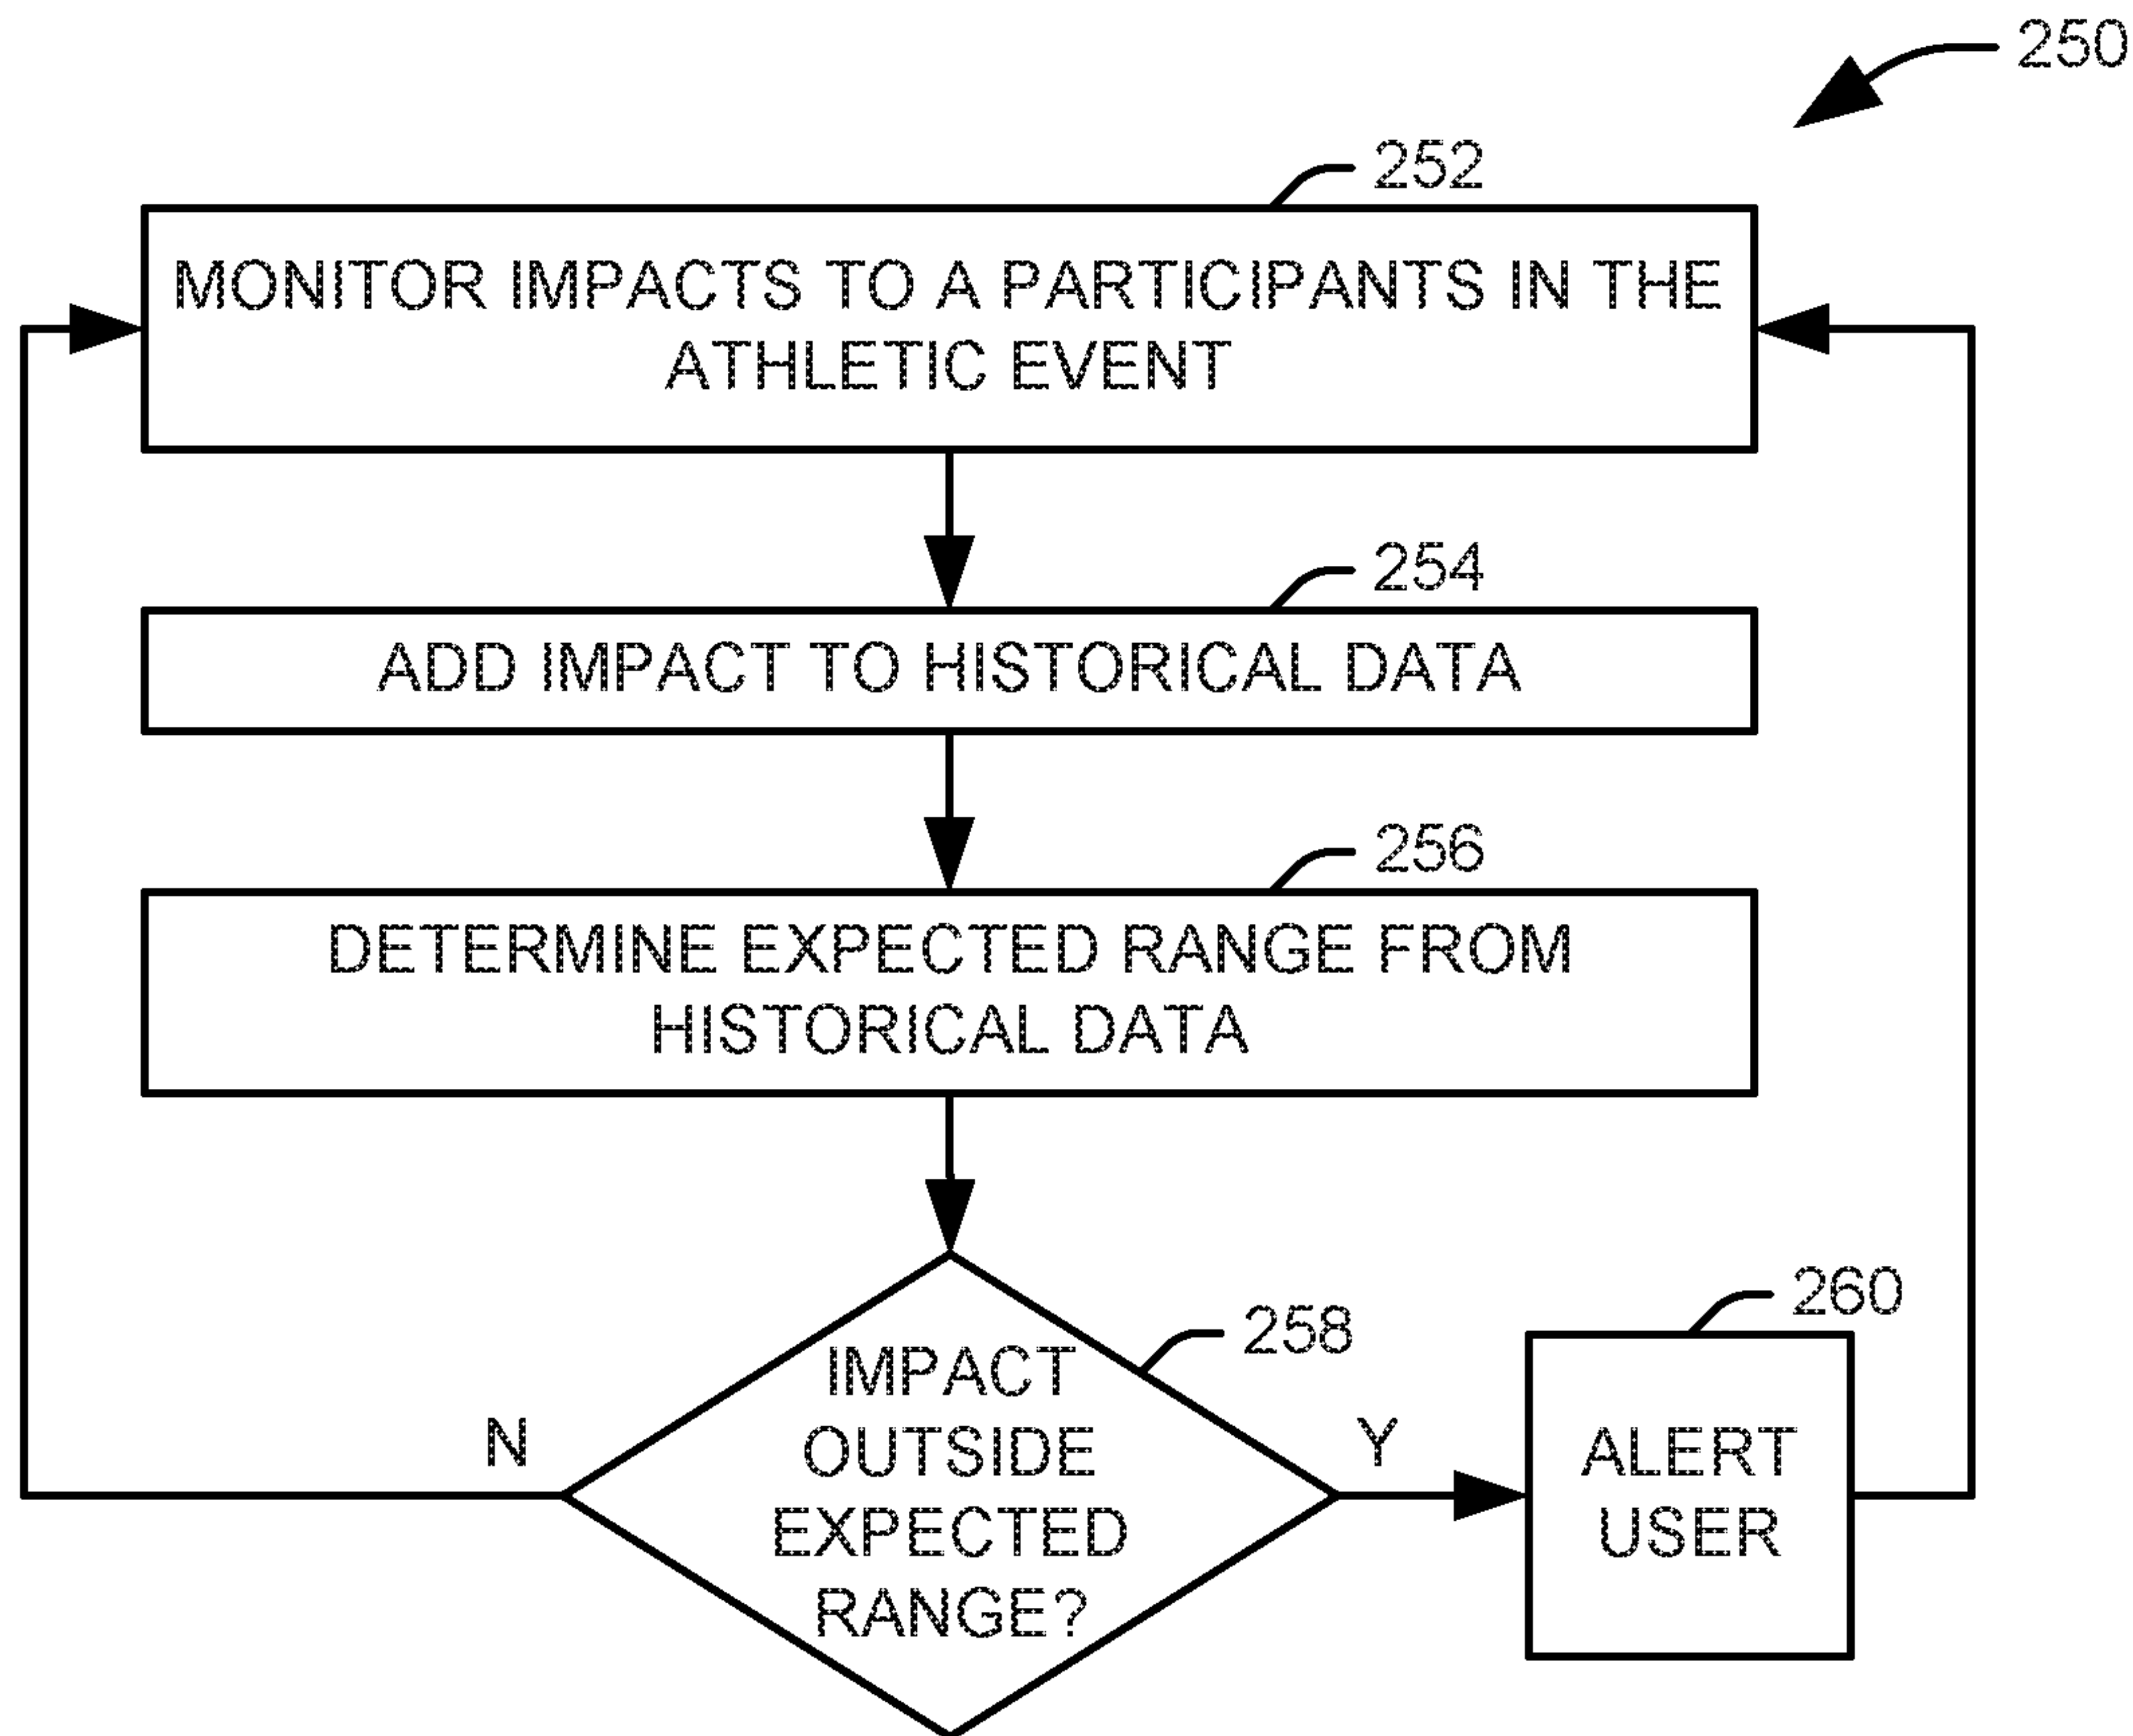 250
252
MONITOR IMPACTS TO A PARTICIPANTS IN THE
ATHLETIC EVENT
254
ADD IMPACT TO HISTORICAL DATA
256
DETERMINE EXPECTED RANGE FROM
HISTORICAL DATA
258
IMPACT
OUTSIDE
EXPECTED
RANGE?
N
Y
260
ALERT
USER